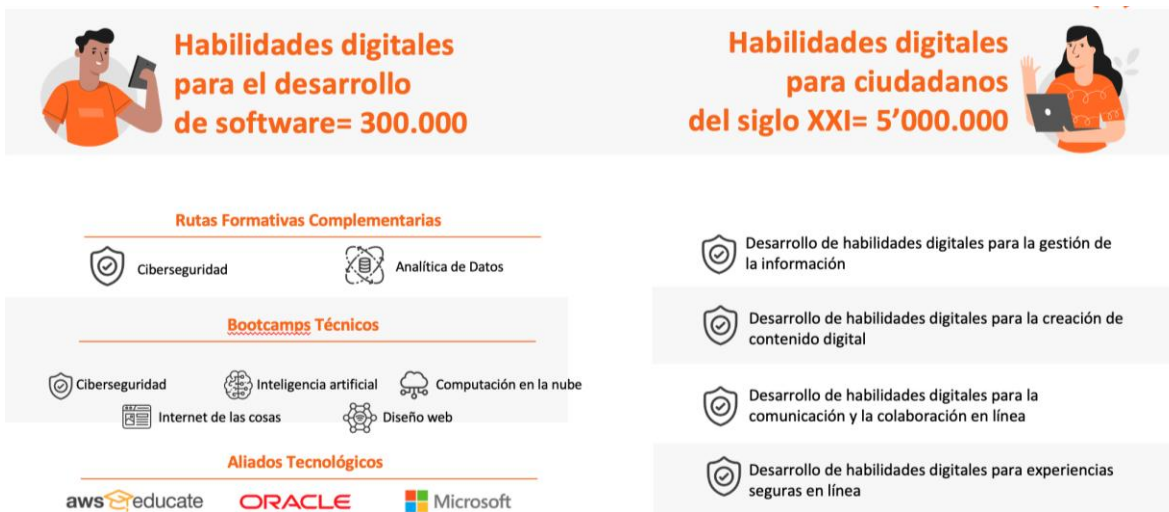 Habilidades digitales
para el desarrollo
de software= 300.000
Habilidades digitales
para ciudadanos
del siglo XXI= 5’000.000
Rutas Formativas Complementarias
Ciberseguridad
Analítica de Datos
Bootcamps Técnicos
Ciberseguridad
Inteligencia artificial
Computación en la nube
Internet de las cosas
Diseño web
Aliados Tecnológicos
aws educate
ORACLE
Microsoft
Desarrollo de habilidades digitales para la gestión de
la información
Desarrollo de habilidades digitales para la creación de
contenido digital
Desarrollo de habilidades digitales para la
comunicación y la colaboración en línea
Desarrollo de habilidades digitales para experiencias
seguras en línea